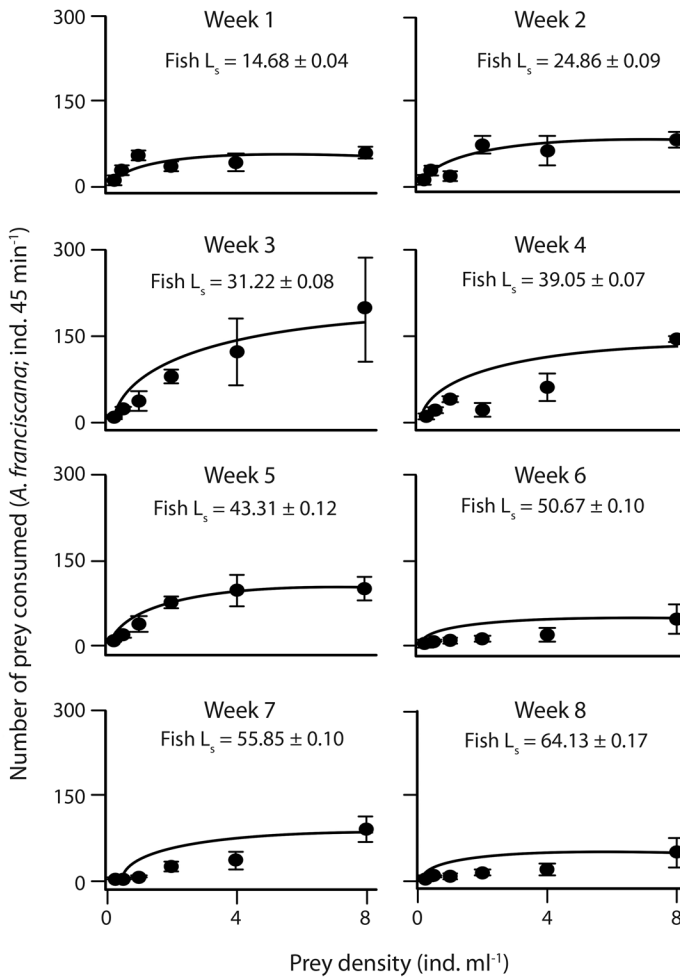 Number of prey consumed (A. franciscana; ind. 45 min⁻¹)
300
150
0
Week 1
Fish Lₛ = 14.68 ± 0.04
Week 2
Fish Lₛ = 24.86 ± 0.09
300
150
0
Week 3
Fish Lₛ = 31.22 ± 0.08
Week 4
Fish Lₛ = 39.05 ± 0.07
300
150
0
Week 5
Fish Lₛ = 43.31 ± 0.12
Week 6
Fish Lₛ = 50.67 ± 0.10
300
150
0
Week 7
Fish Lₛ = 55.85 ± 0.10
Week 8
Fish Lₛ = 64.13 ± 0.17
0 4 8 0 4 8
Prey density (ind. ml⁻¹)